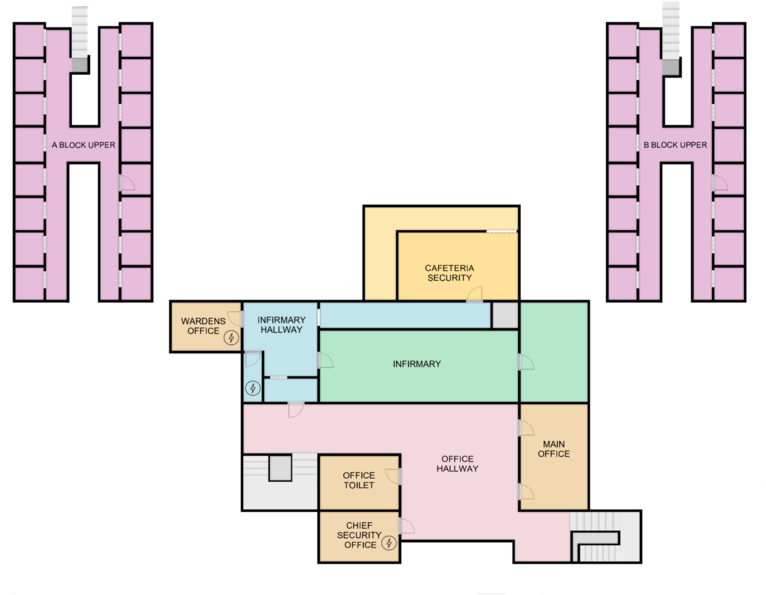 A BLOCK UPPER
B BLOCK UPPER
CAFETERIA
SECURITY
WARDENS
OFFICE
INFIRMARY
HALLWAY
INFIRMARY
MAIN
OFFICE
OFFICE
HALLWAY
OFFICE
TOILET
CHIEF
SECURITY
OFFICE